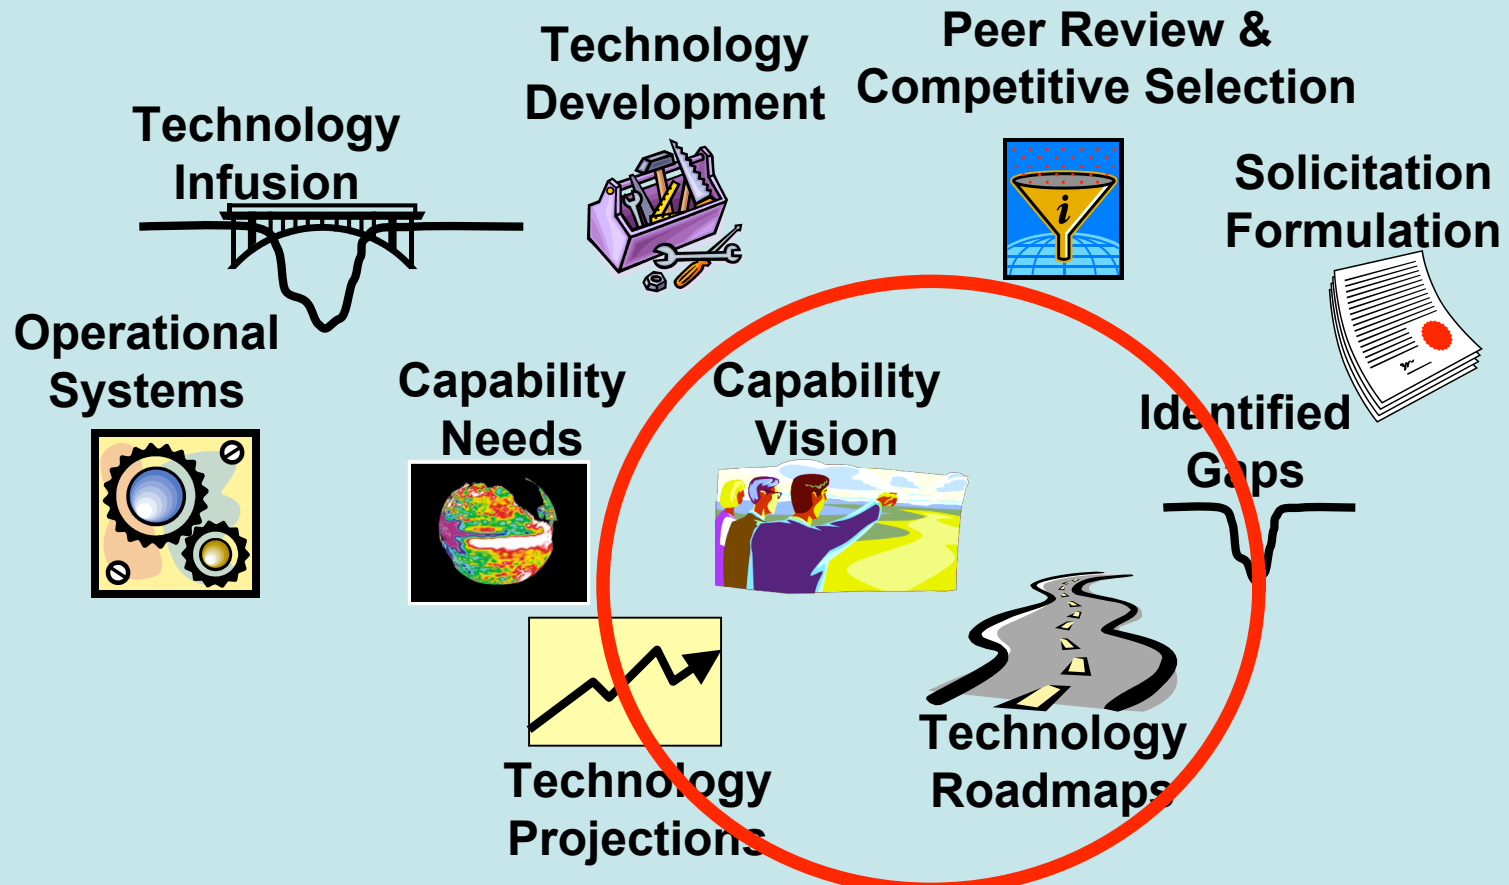 Technology
Development
Peer Review &
Competitive Selection
Technology
Infusion
Solicitation
Formulation
Operational
Systems
Capability
Needs
Capability
Vision
Identified
Gaps
Technology
Roadmaps
Technology
Projections
i